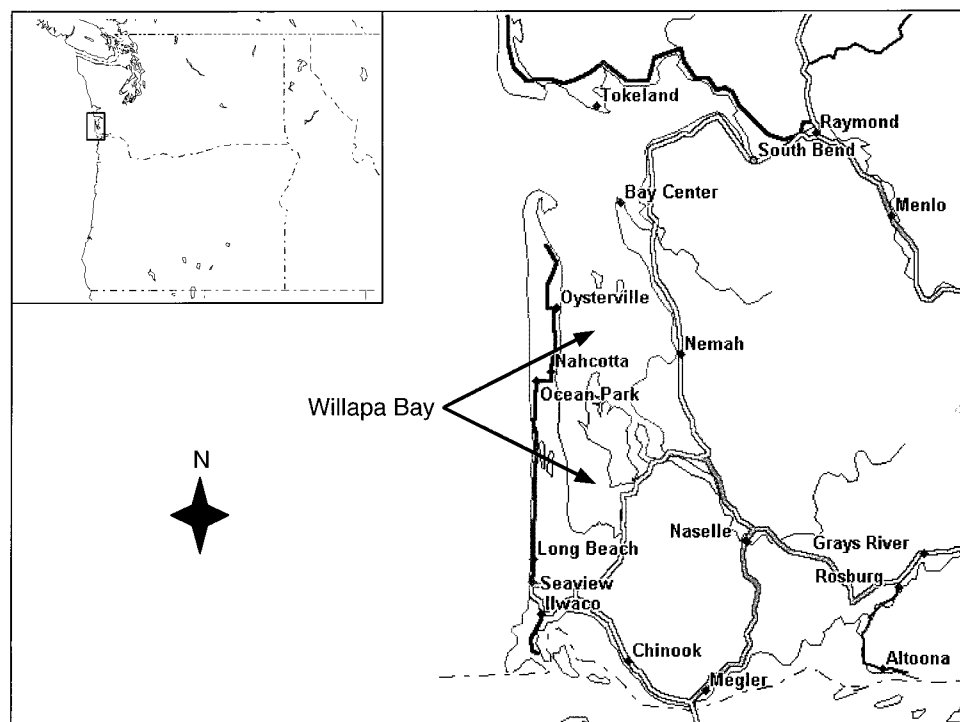 Tokeland
Raymond
South Bend
Bay Center
Menlo
Oysterville
Nemah
Nahcotta
Ocean Park
Willapa Bay
N
Naselle
Long Beach
Grays River
Seaview
Rosburg
Ilwaco
Chinook
Altoona
Megler